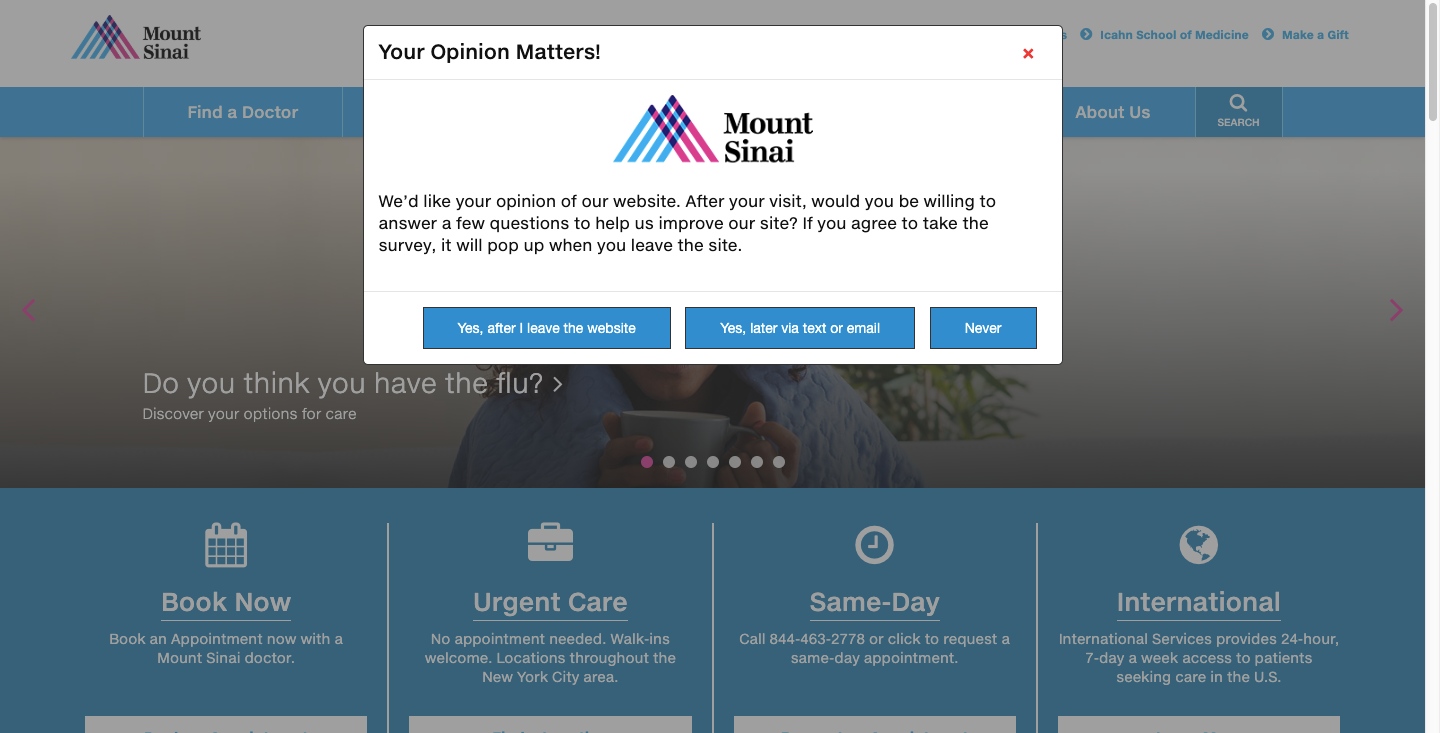 Mount
Sinai
Icahn School of Medicine
Make a Gift
Find a Doctor
About Us
SEARCH
Your Opinion Matters!
Mount
Sinai
We'd like your opinion of our website. After your visit, would you be willing to
answer a few questions to help us improve our site? If you agree to take the
survey, it will pop up when you leave the site.
Yes, after I leave the website
Yes, later via text or email
Never
Do you think you have the flu? >
Discover your options for care
Book Now
Book an Appointment now with a
Mount Sinai doctor.
Urgent Care
No appointment needed. Walk-ins
welcome. Locations throughout the
New York City area.
Same-Day
Call 844-463-2778 or click to request a
same-day appointment.
International
International Services provides 24-hour,
7-day a week access to patients
seeking care in the U.S.